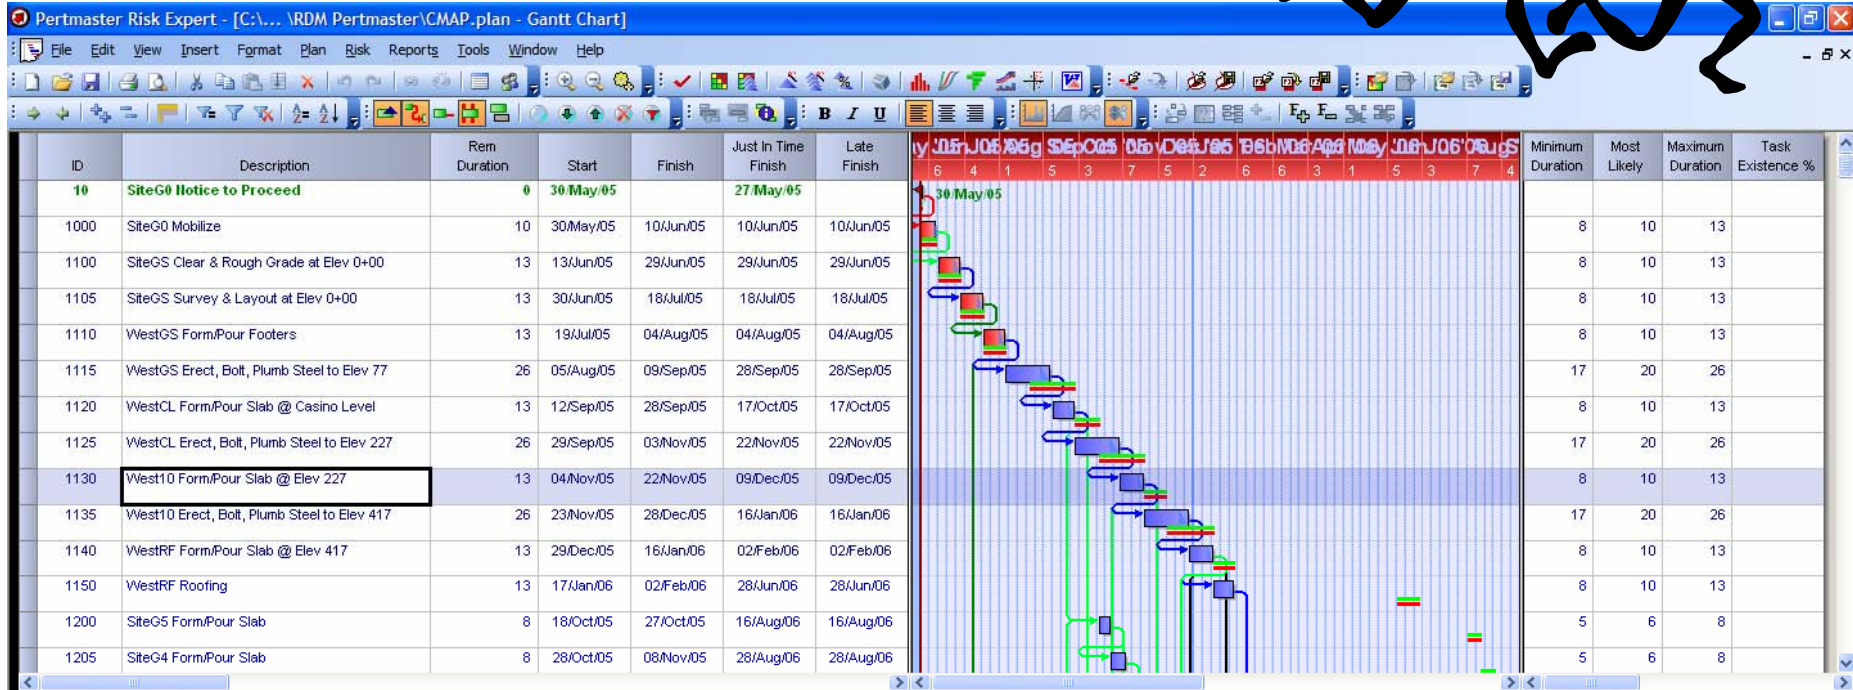 Pertmaster Risk Expert - [C:\... \RDM Pertmaster\CMAP.plan - Gantt Chart]
File Edit View Insert Format Plan Risk Reports Tools Window Help
B I U
ID Description Rem Duration Start Finish Just In Time Finish Late Finish Minimum Duration Most Likely Maximum Duration Task Existence %
6 4 1 5 3 7 5 2 6 6 3 1 5 3 7 4
10 SiteG0 Notice to Proceed 0 30/May/05 27/May/05 30/May/05
1000 SiteG0 Mobilize 10 30/May/05 10/Jun/05 10/Jun/05 10/Jun/05 8 10 13
1100 SiteGS Clear & Rough Grade at Elev 0+00 13 13/Jun/05 29/Jun/05 29/Jun/05 29/Jun/05 8 10 13
1105 SiteGS Survey & Layout at Elev 0+00 13 30/Jun/05 18/Jul/05 18/Jul/05 18/Jul/05 8 10 13
1110 WestGS Form/Pour Footers 13 19/Jul/05 04/Aug/05 04/Aug/05 04/Aug/05 8 10 13
1115 WestGS Erect, Bolt, Plumb Steel to Elev 77 26 05/Aug/05 09/Sep/05 28/Sep/05 28/Sep/05 17 20 26
1120 WestCL Form/Pour Slab @ Casino Level 13 12/Sep/05 28/Sep/05 17/Oct/05 17/Oct/05 8 10 13
1125 WestCL Erect, Bolt, Plumb Steel to Elev 227 26 29/Sep/05 03/Nov/05 22/Nov/05 22/Nov/05 17 20 26
1130 West10 Form/Pour Slab @ Elev 227 13 04/Nov/05 22/Nov/05 09/Dec/05 09/Dec/05 8 10 13
1135 West10 Erect, Bolt, Plumb Steel to Elev 417 26 23/Nov/05 28/Dec/05 16/Jan/06 16/Jan/06 17 20 26
1140 WestRF Form/Pour Slab @ Elev 417 13 29/Dec/05 16/Jan/06 02/Feb/06 02/Feb/06 8 10 13
1150 WestRF Roofing 13 17/Jan/06 02/Feb/06 28/Jun/06 28/Jun/06 8 10 13
1200 SiteG5 Form/Pour Slab 8 18/Oct/05 27/Oct/05 16/Aug/06 16/Aug/06 5 6 8
1205 SiteG4 Form/Pour Slab 8 28/Oct/05 08/Nov/05 28/Aug/06 28/Aug/06 5 6 8